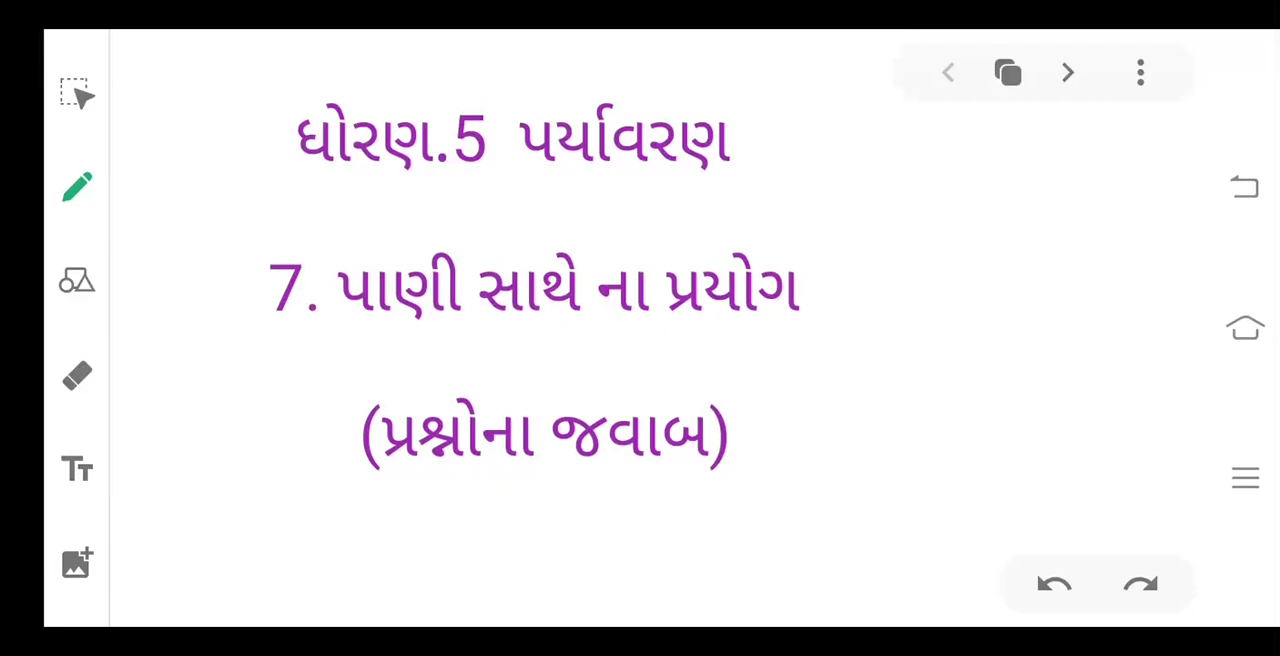 ધોરણ.5 પર્યાવરણ
7. પાણી સાથે ના પ્રયોગ
(પ્રશ્નોના જવાબ)